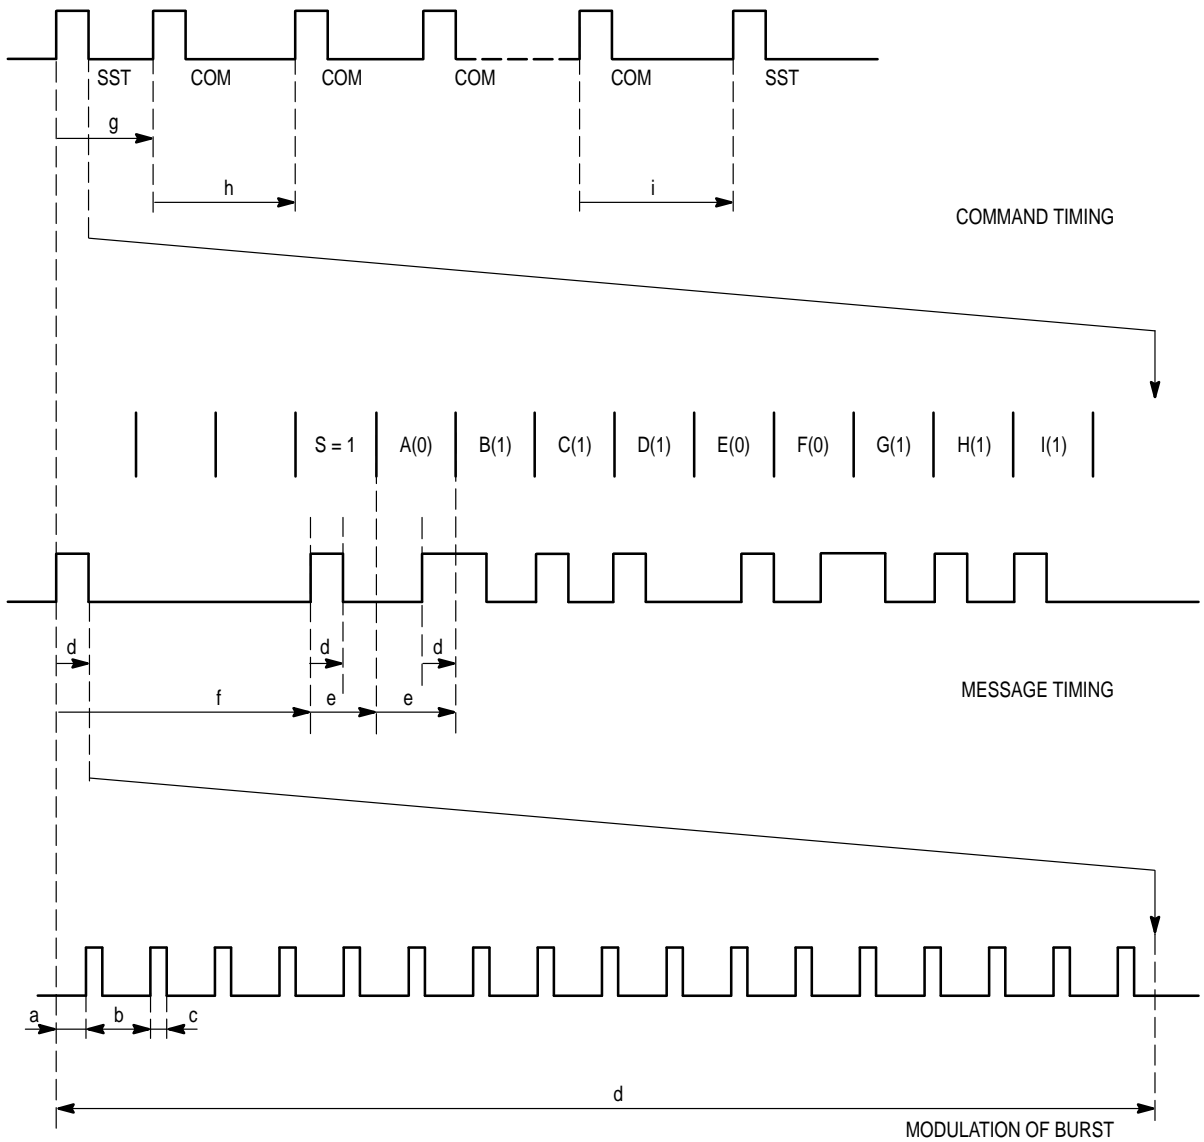 SST COM COM COM COM SST
g
h i
COMMAND TIMING
S = 1 A(0) B(1) C(1) D(1) E(0) F(0) G(1) H(1) I(1)
d d d
MESSAGE TIMING
f e e
a b c
d
MODULATION OF BURST